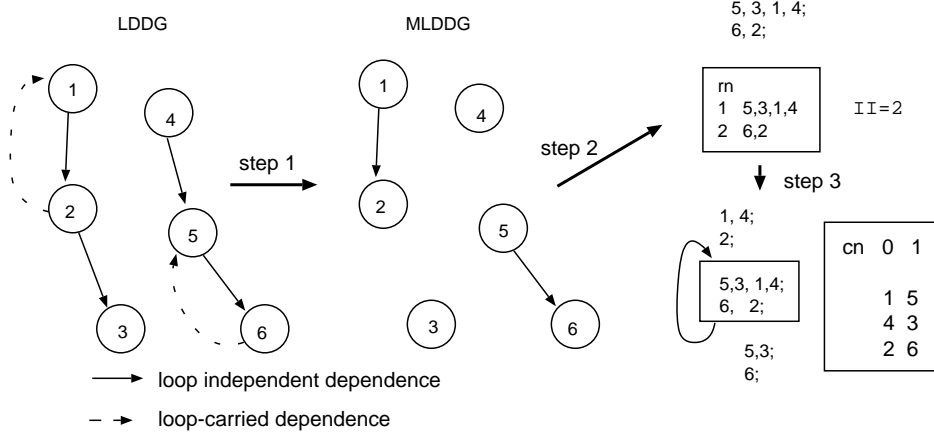 LDDG
1
4
2
5
3
6
step 1
MLDDG
1
4
2
5
3
6
step 2
5, 3, 1, 4;
6, 2;
rn
1 5,3,1,4
2 6,2
II=2
step 3
1, 4;
2;
5,3, 1,4;
6, 2;
5,3;
6;
cn 0 1
1 5
4 3
2 6
loop independent dependence
loop-carried dependence